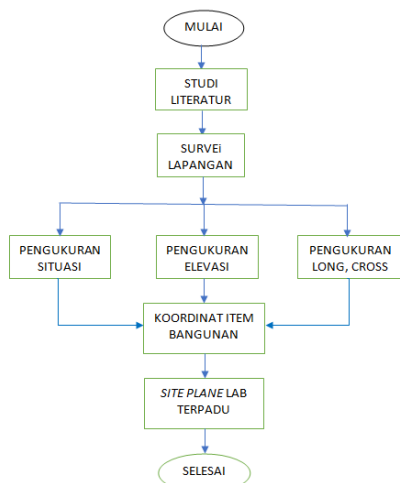 MULAI
STUDI
LITERATUR
SURVEi
LAPANGAN
PENGUKURAN
SITUASI
PENGUKURAN
ELEVASI
PENGUKURAN
LONG, CROSS
KOORDINAT ITEM
BANGUNAN
SITE PLANE LAB
TERPADU
SELESAI